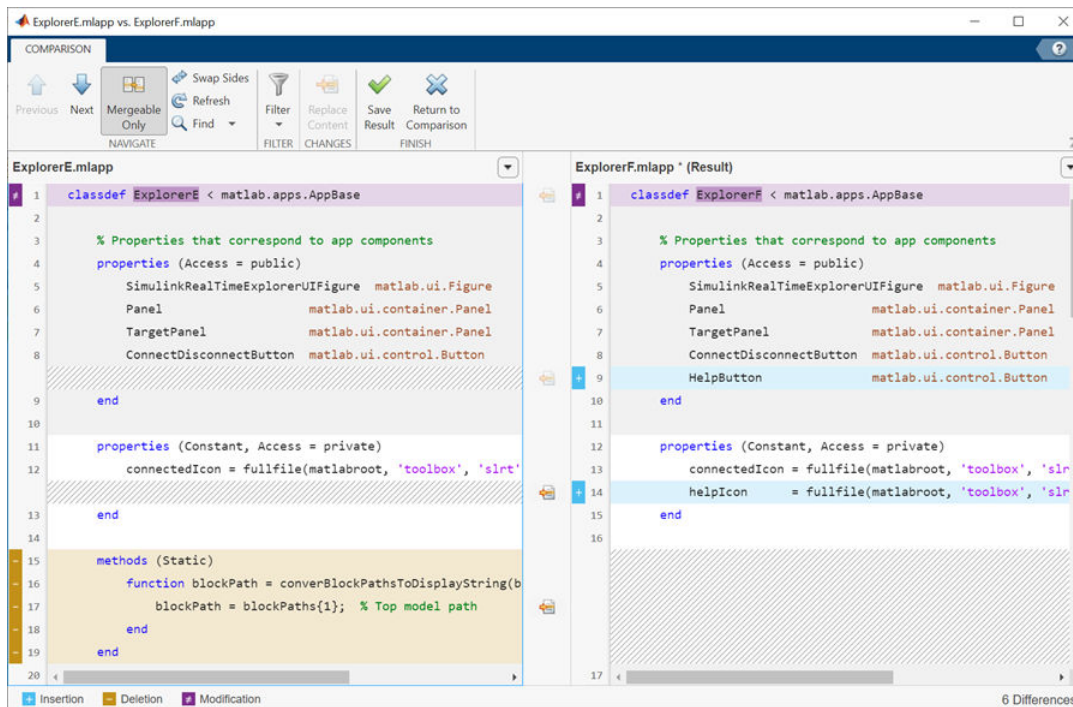 ExplorerE.mlapp vs. ExplorerF.mlapp
COMPARISON
?
Previous
Next
Mergeable Only
Swap Sides
Refresh
Find
Filter
Replace Content
Save Result
Return to Comparison
NAVIGATE
FILTER
CHANGES
FINISH
ExplorerE.mlapp
1 classdef ExplorerE < matlab.apps.AppBase
2
3 % Properties that correspond to app components
4 properties (Access = public)
5 SimulinkRealTimeExplorerUIFigure matlab.ui.Figure
6 Panel matlab.ui.container.Panel
7 TargetPanel matlab.ui.container.Panel
8 ConnectDisconnectButton matlab.ui.control.Button
9 end
10
11 properties (Constant, Access = private)
12 connectedIcon = fullfile(matlabroot, 'toolbox', 'slrt'
13 end
14
15 methods (Static)
16 function blockPath = converBlockPathsToDisplayString(b
17 blockPath = blockPaths{1}; % Top model path
18 end
19 end
20
ExplorerF.mlapp * (Result)
1 classdef ExplorerF < matlab.apps.AppBase
2
3 % Properties that correspond to app components
4 properties (Access = public)
5 SimulinkRealTimeExplorerUIFigure matlab.ui.Figure
6 Panel matlab.ui.container.Panel
7 TargetPanel matlab.ui.container.Panel
8 ConnectDisconnectButton matlab.ui.control.Button
+ 9 HelpButton matlab.ui.control.Button
10 end
11
12 properties (Constant, Access = private)
13 connectedIcon = fullfile(matlabroot, 'toolbox', 'slr
+ 14 helpIcon = fullfile(matlabroot, 'toolbox', 'slr
15 end
16
17
+ Insertion
− Deletion
≠ Modification
6 Differences